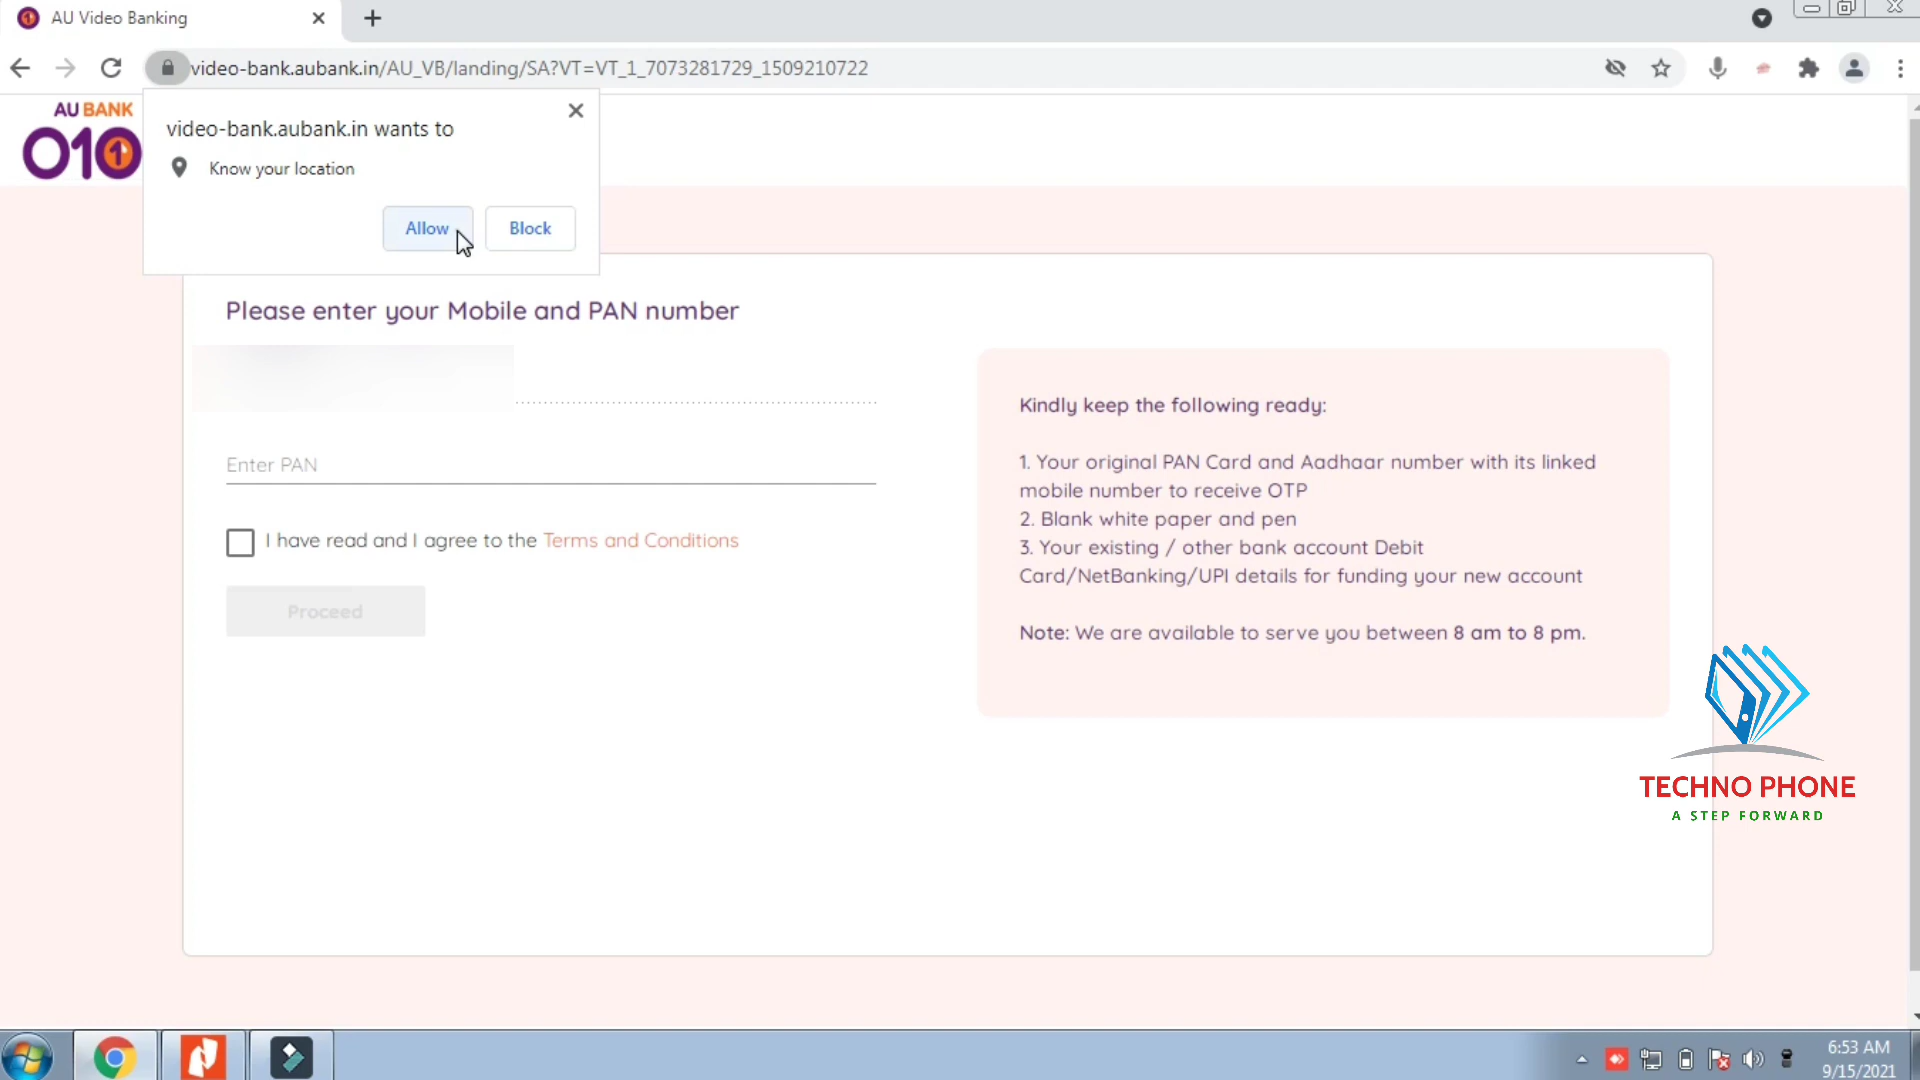 AU Video Banking
video-bank.aubank.in/AU_VB/landing/SA?VT=VT_1_7073281729_1509210722
AU BANK
010
video-bank.aubank.in wants to
Know your location
Allow
Block
Please enter your Mobile and PAN number
Enter PAN
I have read and I agree to the Terms and Conditions
Proceed
Kindly keep the following ready:
1. Your original PAN Card and Aadhaar number with its linked
mobile number to receive OTP
2. Blank white paper and pen
3. Your existing / other bank account Debit
Card/NetBanking/UPI details for funding your new account
Note: We are available to serve you between 8 am to 8 pm.
TECHNO PHONE
A STEP FORWARD
6:53 AM
9/15/2021